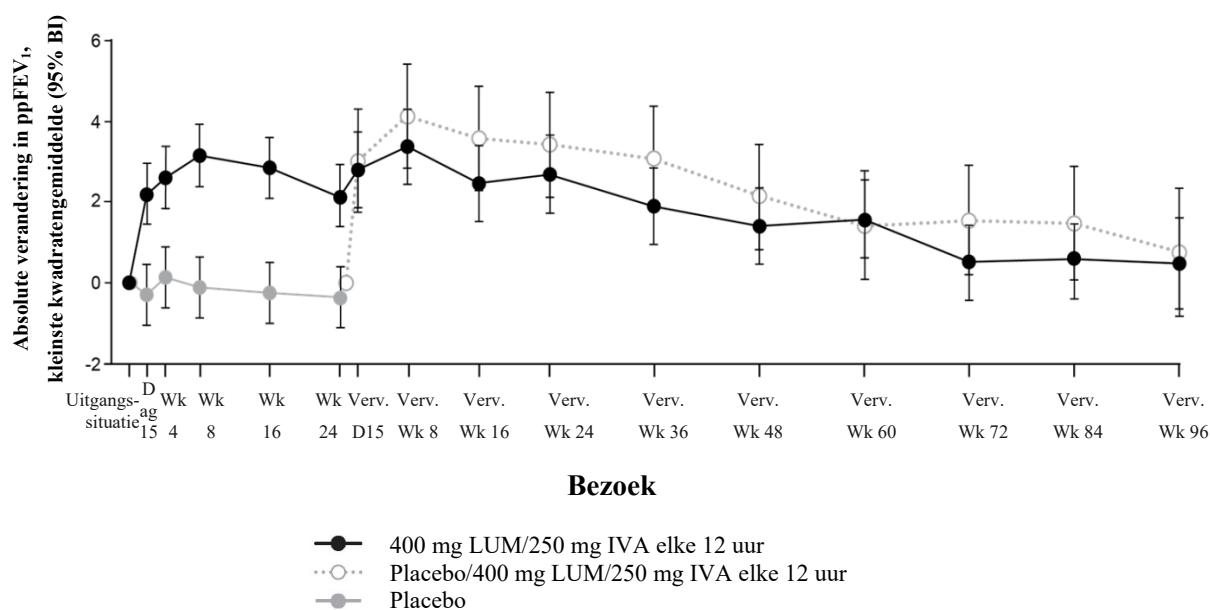 Absolute verandering in ppFEV₁,
kleinste kwadratengemiddelde (95% BI)
6
4
2
0
-2
Uitgangs-
situatie
D
ag
15
Wk
4
Wk
8
Wk
16
Wk
24
Verv.
D15
Verv.
Wk 8
Verv.
Wk 16
Verv.
Wk 24
Verv.
Wk 36
Verv.
Wk 48
Verv.
Wk 60
Verv.
Wk 72
Verv.
Wk 84
Verv.
Wk 96
Bezoek
400 mg LUM/250 mg IVA elke 12 uur
Placebo/400 mg LUM/250 mg IVA elke 12 uur
Placebo